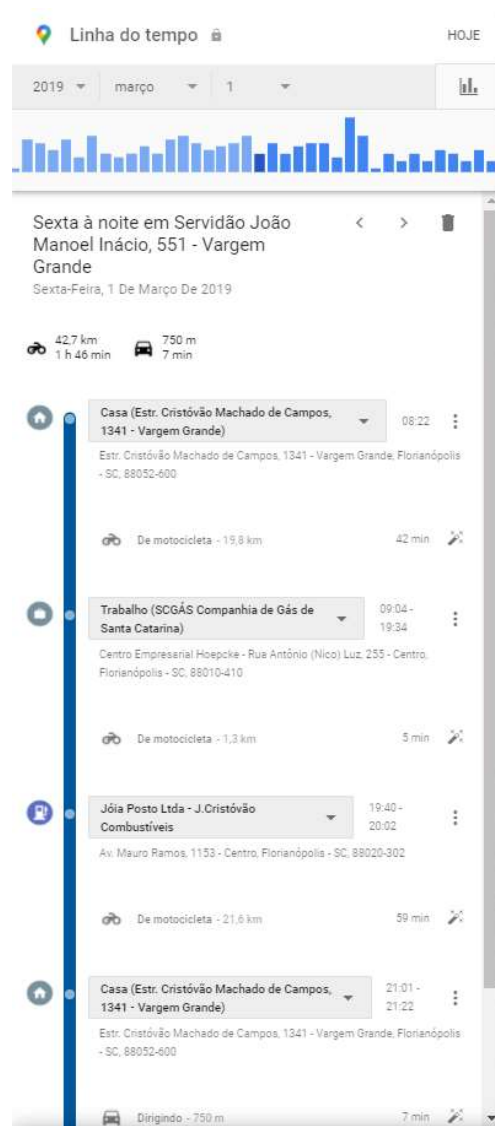 Linha do tempo
HOJE
2019 março 1
Sexta à noite em Servidão João
Manoel Inácio, 551 - Vargem
Grande
Sexta-Feira, 1 De Março De 2019
42,7 km 750 m
1 h 46 min 7 min
Casa (Estr. Cristóvão Machado de Campos,
1341 - Vargem Grande)
08:22
Estr. Cristóvão Machado de Campos, 1341 - Vargem Grande, Florianópolis
- SC, 88052-600
De motocicleta - 19,8 km 42 min
Trabalho (SCGÁS Companhia de Gás de
Santa Catarina)
09:04 -
19:34
Centro Empresarial Hoepcke - Rua Antônio (Nico) Luz, 255 - Centro,
Florianópolis - SC, 88010-410
De motocicleta - 1,3 km 5 min
Jóia Posto Ltda - J.Cristóvão
Combustíveis
19:40 -
20:02
Av. Mauro Ramos, 1153 - Centro, Florianópolis - SC, 88020-302
De motocicleta - 21,6 km 59 min
Casa (Estr. Cristóvão Machado de Campos,
1341 - Vargem Grande)
21:01 -
21:22
Estr. Cristóvão Machado de Campos, 1341 - Vargem Grande, Florianópolis
- SC, 88052-600
Dirigindo - 750 m 7 min